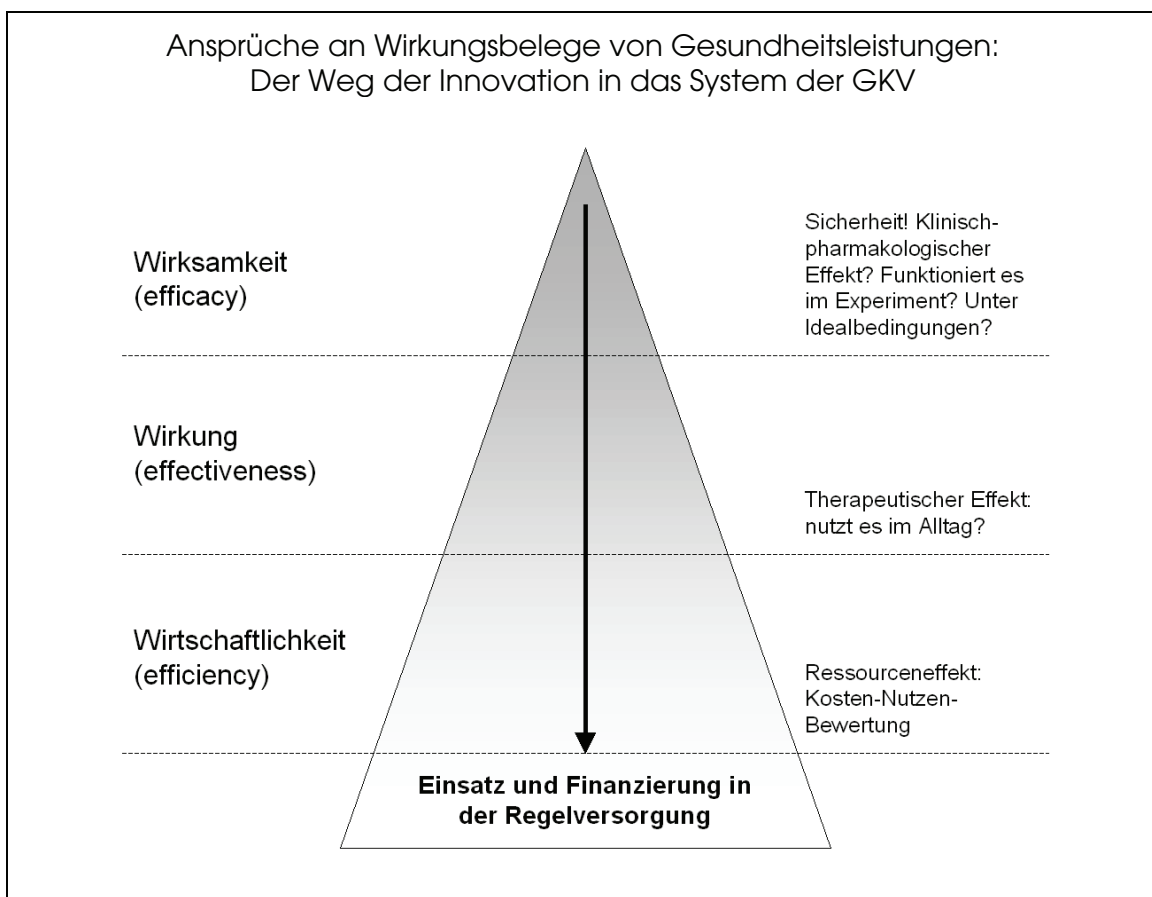 Ansprüche an Wirkungsbelege von Gesundheitsleistungen:
Der Weg der Innovation in das System der GKV
Wirksamkeit
(efficacy)
Sicherheit! Klinisch-
pharmakologischer
Effekt? Funktioniert es
im Experiment? Unter
Idealbedingungen?
Wirkung
(effectiveness)
Therapeutischer Effekt:
nutzt es im Alltag?
Wirtschaftlichkeit
(efficiency)
Ressourceneffekt:
Kosten-Nutzen-
Bewertung
Einsatz und Finanzierung in
der Regelversorgung